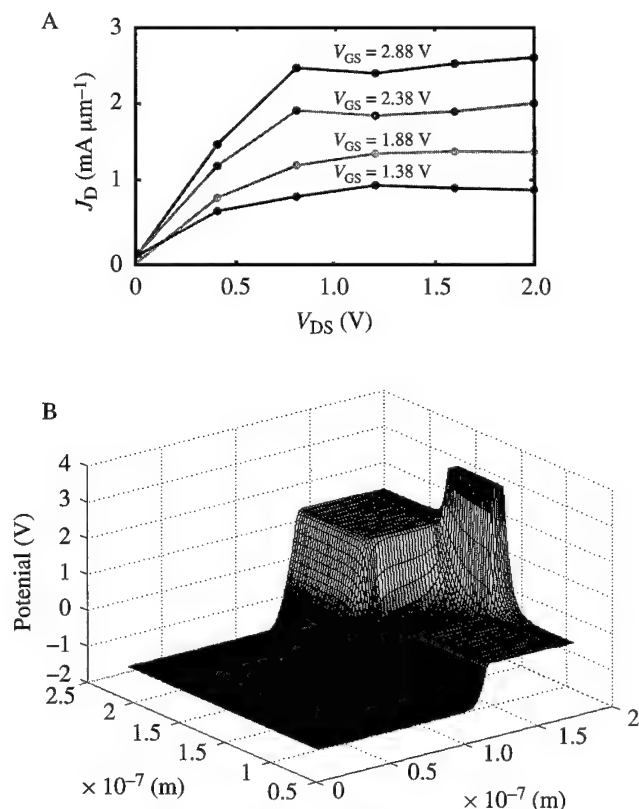 A
3
2
1
0
J_D (mA μm⁻¹)
V_GS = 2.88 V
V_GS = 2.38 V
V_GS = 1.88 V
V_GS = 1.38 V
0
0.5
1.0
1.5
2.0
V_DS (V)
B
4
3
2
1
0
-1
-2
Potenial (V)
2.5
2
1.5
1.5
1
0.5
× 10⁻⁷ (m)
0
0.5
1.0
1.5
2
× 10⁻⁷ (m)